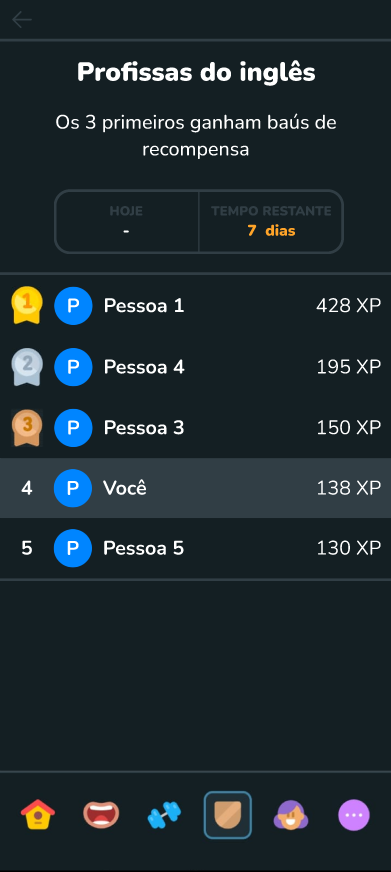 Profissas do inglês
Os 3 primeiros ganham baús de
recompensa
HOJE
-
TEMPO RESTANTE
7 dias
1 P Pessoa 1 428 XP
2 P Pessoa 4 195 XP
3 P Pessoa 3 150 XP
4 P Você 138 XP
5 P Pessoa 5 130 XP